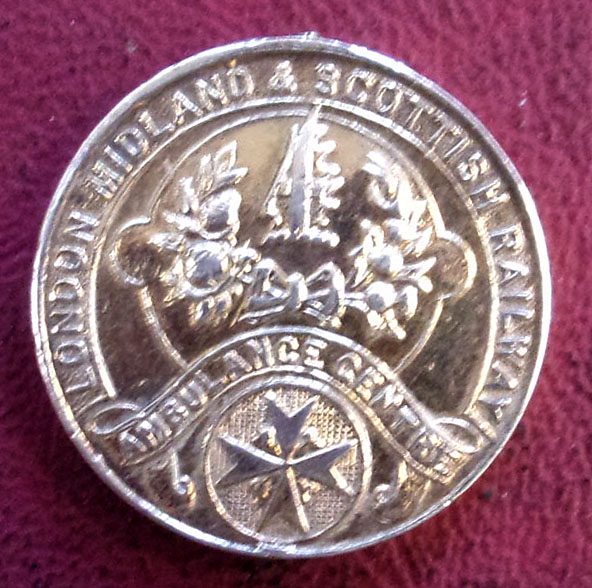 LONDON MIDLAND & SCOTTISH RAILWAY
AMBULANCE CENTRE